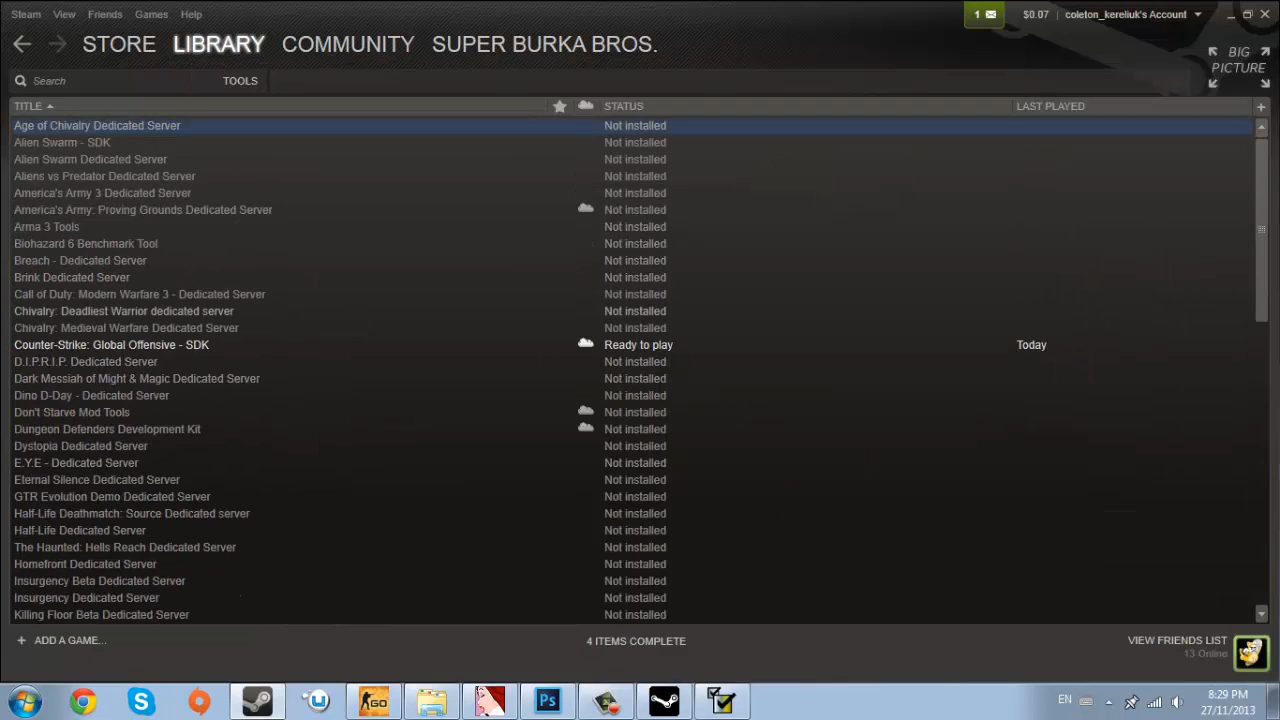 Steam View Friends Games Help
1 $0.07 coleton_kereliuk's Account
STORE LIBRARY COMMUNITY SUPER BURKA BROS.
BIG PICTURE
Search TOOLS
TITLE STATUS LAST PLAYED
Age of Chivalry Dedicated Server Not installed
Alien Swarm - SDK Not installed
Alien Swarm Dedicated Server Not installed
Aliens vs Predator Dedicated Server Not installed
America's Army 3 Dedicated Server Not installed
America's Army: Proving Grounds Dedicated Server Not installed
Arma 3 Tools Not installed
Biohazard 6 Benchmark Tool Not installed
Breach - Dedicated Server Not installed
Brink Dedicated Server Not installed
Call of Duty: Modern Warfare 3 - Dedicated Server Not installed
Chivalry: Deadliest Warrior dedicated server Not installed
Chivalry: Medieval Warfare Dedicated Server Not installed
Counter-Strike: Global Offensive - SDK Ready to play Today
D.I.P.R.I.P. Dedicated Server Not installed
Dark Messiah of Might & Magic Dedicated Server Not installed
Dino D-Day - Dedicated Server Not installed
Don't Starve Mod Tools Not installed
Dungeon Defenders Development Kit Not installed
Dystopia Dedicated Server Not installed
E.Y.E - Dedicated Server Not installed
Eternal Silence Dedicated Server Not installed
GTR Evolution Demo Dedicated Server Not installed
Half-Life Deathmatch: Source Dedicated server Not installed
Half-Life Dedicated Server Not installed
The Haunted: Hells Reach Dedicated Server Not installed
Homefront Dedicated Server Not installed
Insurgency Beta Dedicated Server Not installed
Insurgency Dedicated Server Not installed
Killing Floor Beta Dedicated Server Not installed
+ ADD A GAME... 4 ITEMS COMPLETE VIEW FRIENDS LIST
13 Online
GO Ps EN 8:29 PM
27/11/2013